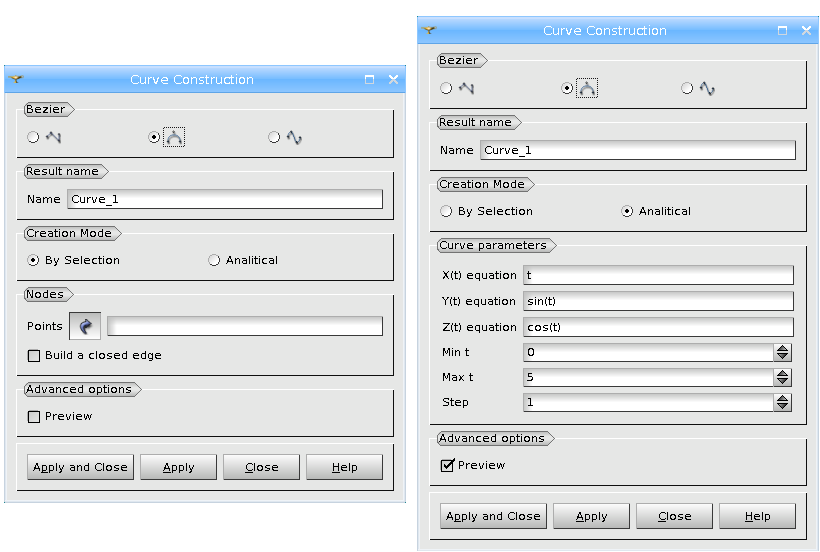 Curve Construction
Bezier
Result name
Name Curve_1
Creation Mode
By Selection Analitical
Nodes
Points
Build a closed edge
Advanced options
Preview
Apply and Close Apply Close Help
Curve Construction
Bezier
Result name
Name Curve_1
Creation Mode
By Selection Analitical
Curve parameters
X(t) equation t
Y(t) equation sin(t)
Z(t) equation cos(t)
Min t 0
Max t 5
Step 1
Advanced options
Preview
Apply and Close Apply Close Help